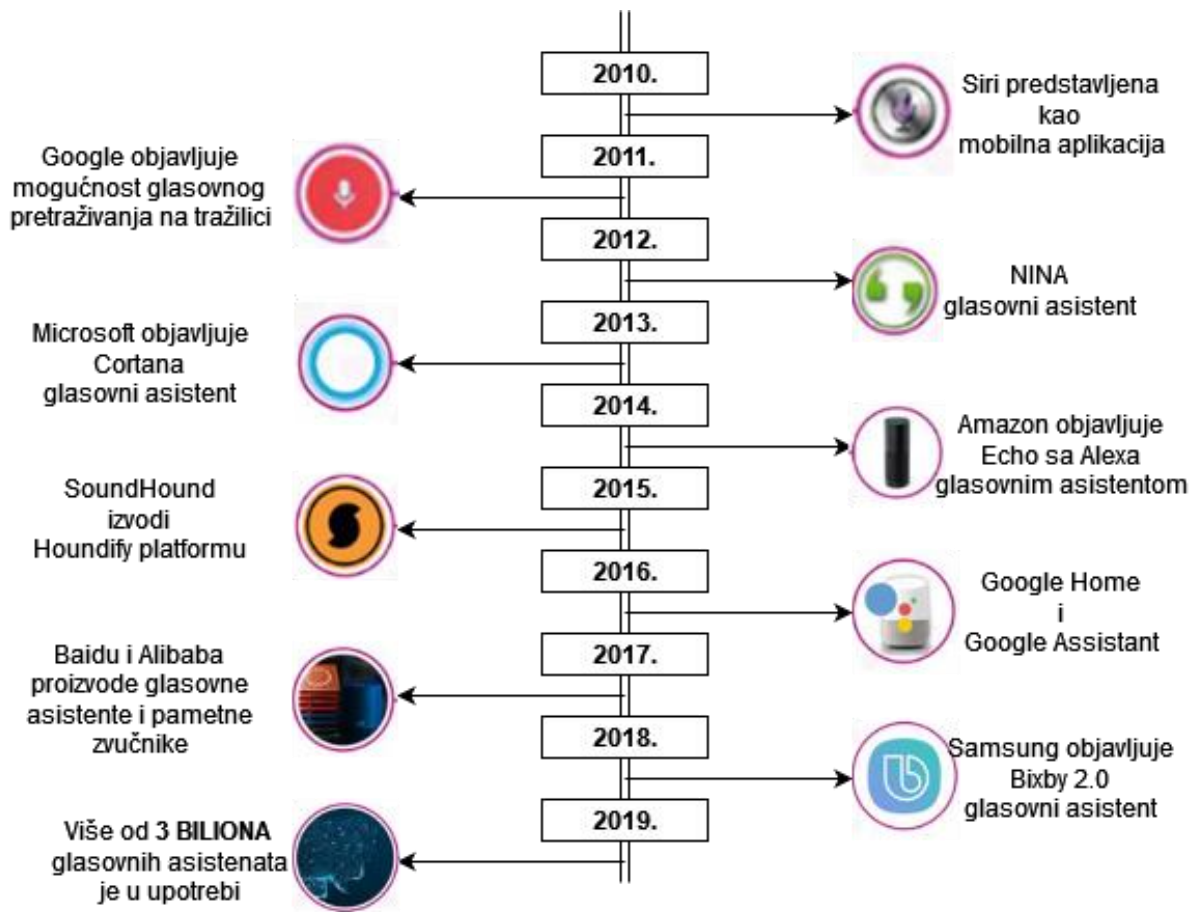 2010.
Siri predstavljena
kao
mobilna aplikacija
2011.
Google objavljuje
mogućnost glasovnog
pretraživanja na tražilici
2012.
NINA
glasovni asistent
2013.
Microsoft objavljuje
Cortana
glasovni asistent
2014.
Amazon objavljuje
Echo sa Alexa
glasovnim asistentom
2015.
SoundHound
izvodi
Houndify platformu
2016.
Google Home
i
Google Assistant
2017.
Baidu i Alibaba
proizvode glasovne
asistente i pametne
zvučnike
2018.
Samsung objavljuje
Bixby 2.0
glasovni asistent
2019.
Više od 3 BILIONA
glasovnih asistenata
je u upotrebi